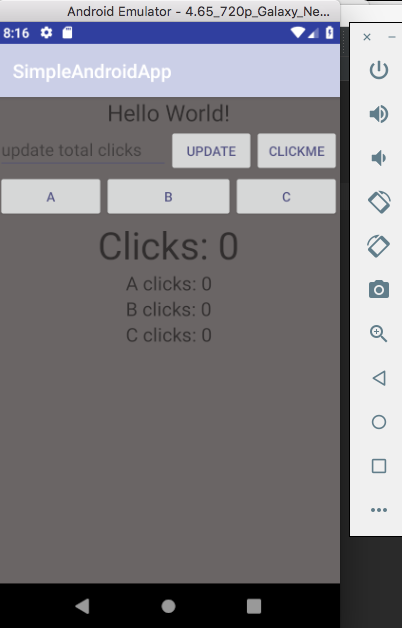 Android Emulator - 4.65_720p_Galaxy_Ne...
8:16
SimpleAndroidApp
Hello World!
update total clicks UPDATE CLICKME
A B C
Clicks: 0
A clicks: 0
B clicks: 0
C clicks: 0